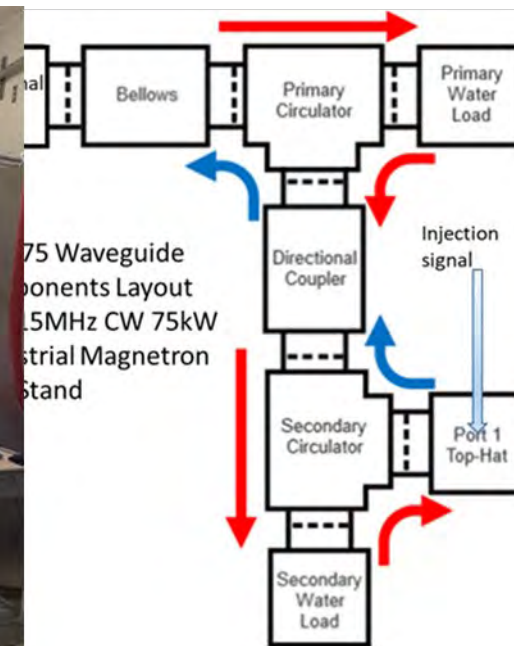 nal
Bellows
Primary
Circulator
Primary
Water
Load
75 Waveguide
ponents Layout
15MHz CW 75kW
strial Magnetron
Stand
Directional
Coupler
Injection
signal
Secondary
Circulator
Port 1
Top-Hat
Secondary
Water
Load